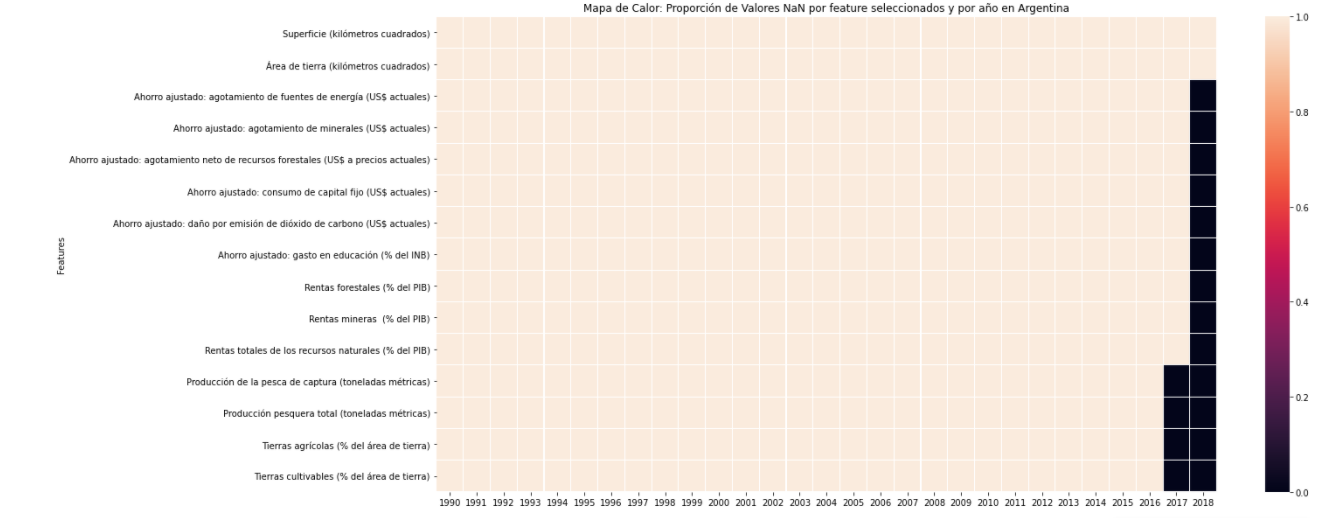 Mapa de Calor: Proporción de Valores NaN por feature seleccionados y por año en Argentina
Features
Superficie (kilómetros cuadrados)
Área de tierra (kilómetros cuadrados)
Ahorro ajustado: agotamiento de fuentes de energía (US$ actuales)
Ahorro ajustado: agotamiento de minerales (US$ actuales)
Ahorro ajustado: agotamiento neto de recursos forestales (US$ a precios actuales)
Ahorro ajustado: consumo de capital fijo (US$ actuales)
Ahorro ajustado: daño por emisión de dióxido de carbono (US$ actuales)
Ahorro ajustado: gasto en educación (% del INB)
Rentas forestales (% del PIB)
Rentas mineras (% del PIB)
Rentas totales de los recursos naturales (% del PIB)
Producción de la pesca de captura (toneladas métricas)
Producción pesquera total (toneladas métricas)
Tierras agrícolas (% del área de tierra)
Tierras cultivables (% del área de tierra)
1990 1991 1992 1993 1994 1995 1996 1997 1998 1999 2000 2001 2002 2003 2004 2005 2006 2007 2008 2009 2010 2011 2012 2013 2014 2015 2016 2017 2018
1.0
0.8
0.6
0.4
0.2
0.0